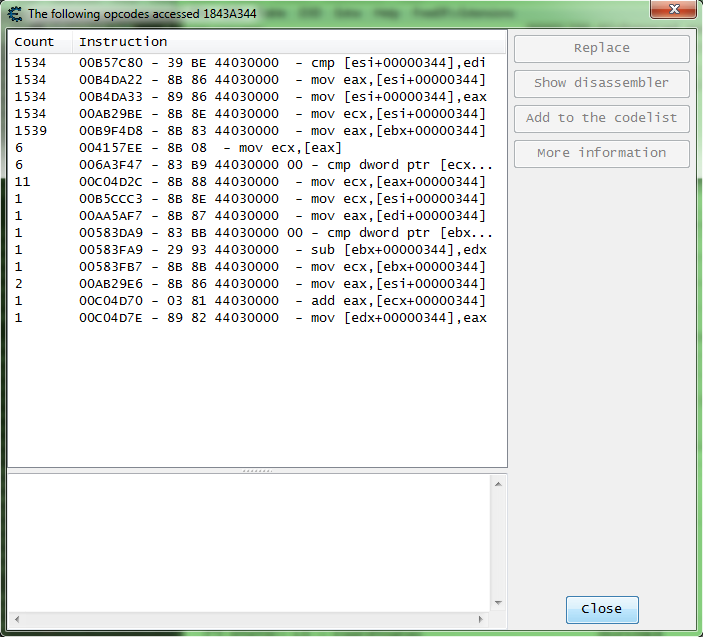 The following opcodes accessed 1843A344
Count Instruction
1534 00B57C80 - 39 BE 44030000 - cmp [esi+00000344],edi
1534 00B4DA22 - 8B 86 44030000 - mov eax,[esi+00000344]
1534 00B4DA33 - 89 86 44030000 - mov [esi+00000344],eax
1534 00AB29BE - 8B 8E 44030000 - mov ecx,[esi+00000344]
1539 00B9F4D8 - 8B 83 44030000 - mov eax,[ebx+00000344]
6 004157EE - 8B 08 - mov ecx,[eax]
6 006A3F47 - 83 B9 44030000 00 - cmp dword ptr [ecx...
11 00C04D2C - 8B 88 44030000 - mov ecx,[eax+00000344]
1 00B5CCC3 - 8B 8E 44030000 - mov ecx,[esi+00000344]
1 00AA5AF7 - 8B 87 44030000 - mov eax,[edi+00000344]
1 00583DA9 - 83 BB 44030000 00 - cmp dword ptr [ebx...
1 00583FA9 - 29 93 44030000 - sub [ebx+00000344],edx
1 00583FB7 - 8B 8B 44030000 - mov ecx,[ebx+00000344]
2 00AB29E6 - 8B 86 44030000 - mov eax,[esi+00000344]
1 00C04D70 - 03 81 44030000 - add eax,[ecx+00000344]
1 00C04D7E - 89 82 44030000 - mov [edx+00000344],eax
Replace
Show disassembler
Add to the codelist
More information
Close